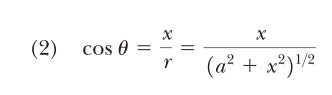 (2) cos θ = x/r = x/(a² + x²)^{1/2}